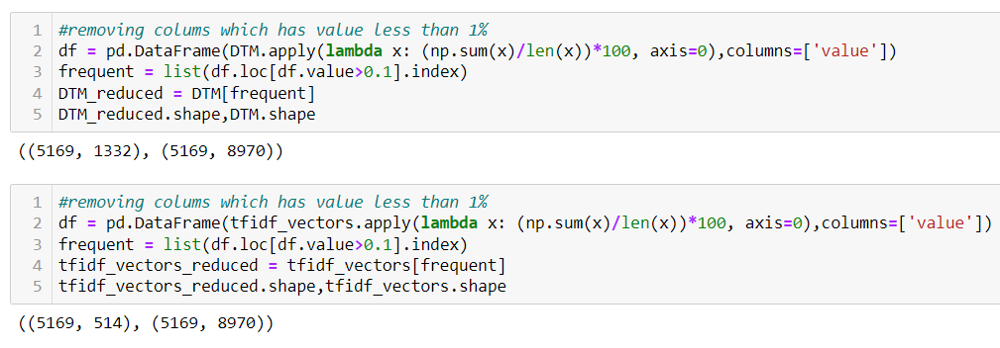 1 #removing colums which has value less than 1%
2 df = pd.DataFrame(DTM.apply(lambda x: (np.sum(x)/len(x))*100, axis=0),columns=['value'])
3 frequent = list(df.loc[df.value>0.1].index)
4 DTM_reduced = DTM[frequent]
5 DTM_reduced.shape,DTM.shape
((5169, 1332), (5169, 8970))
1 #removing colums which has value less than 1%
2 df = pd.DataFrame(tfidf_vectors.apply(lambda x: (np.sum(x)/len(x))*100, axis=0),columns=['value'])
3 frequent = list(df.loc[df.value>0.1].index)
4 tfidf_vectors_reduced = tfidf_vectors[frequent]
5 tfidf_vectors_reduced.shape,tfidf_vectors.shape
((5169, 514), (5169, 8970))